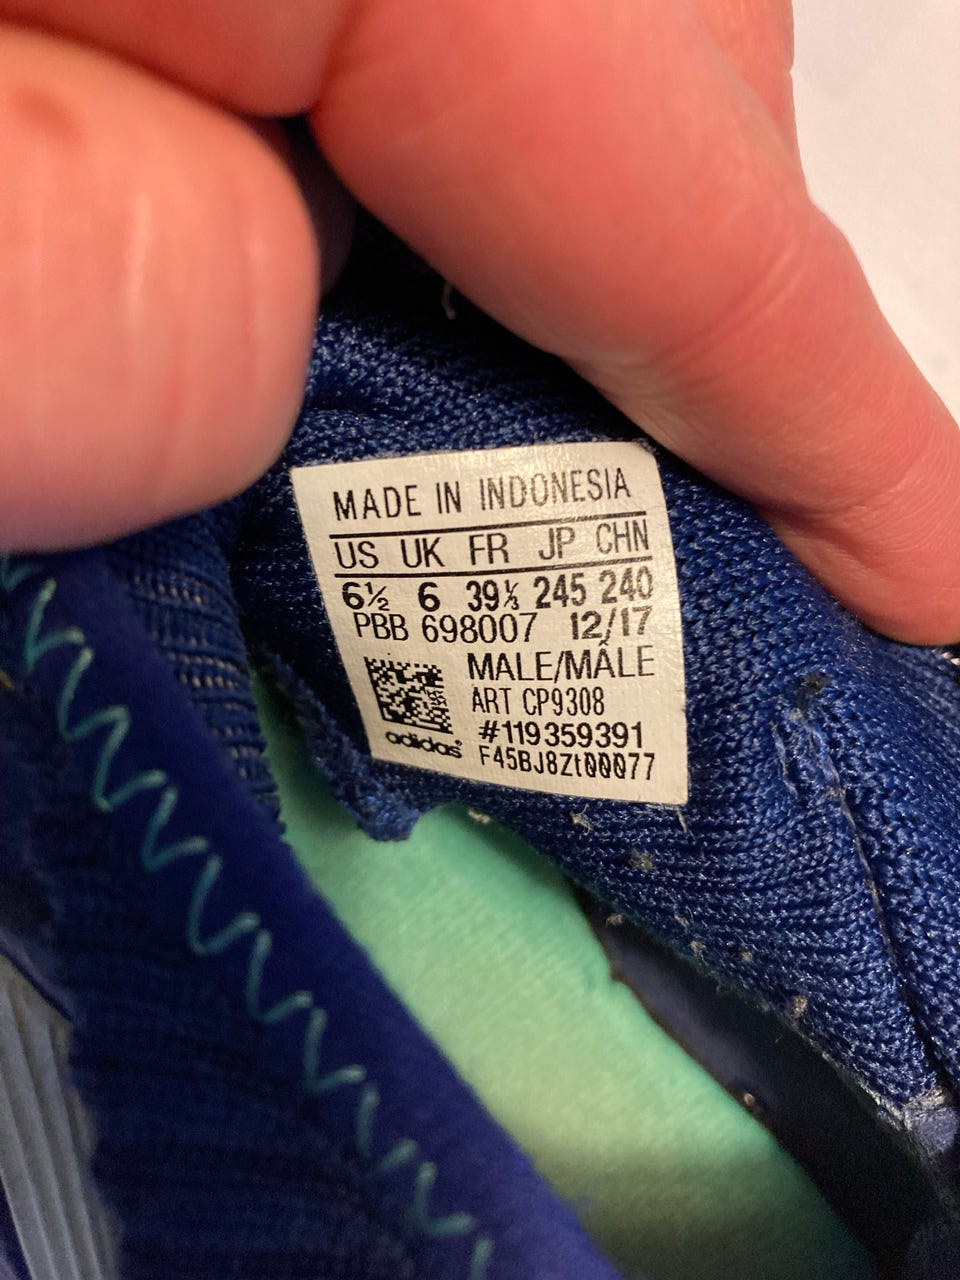 MADE IN INDONESIA
US UK FR JP CHN
6½ 6 39⅓ 245 240
PBB 698007 12/17
MALE/MÂLE
ART CP9308
#119359391
adidas
F45BJ8Zt00077